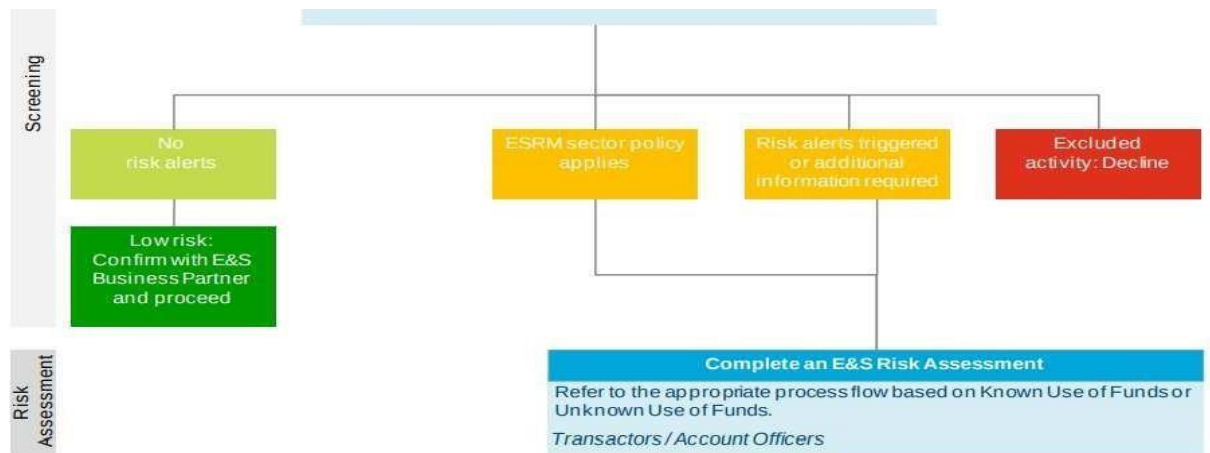 Screening
No
risk alerts
ESRM sector policy
applies
Risk alerts triggered
or additional
information required
Excluded
activity: Decline
Low risk:
Confirm with E&S
Business Partner
and proceed
Risk
Assessment
Complete an E&S Risk Assessment
Refer to the appropriate process flow based on Known Use of Funds or
Unknown Use of Funds.
Transactors / Account Officers